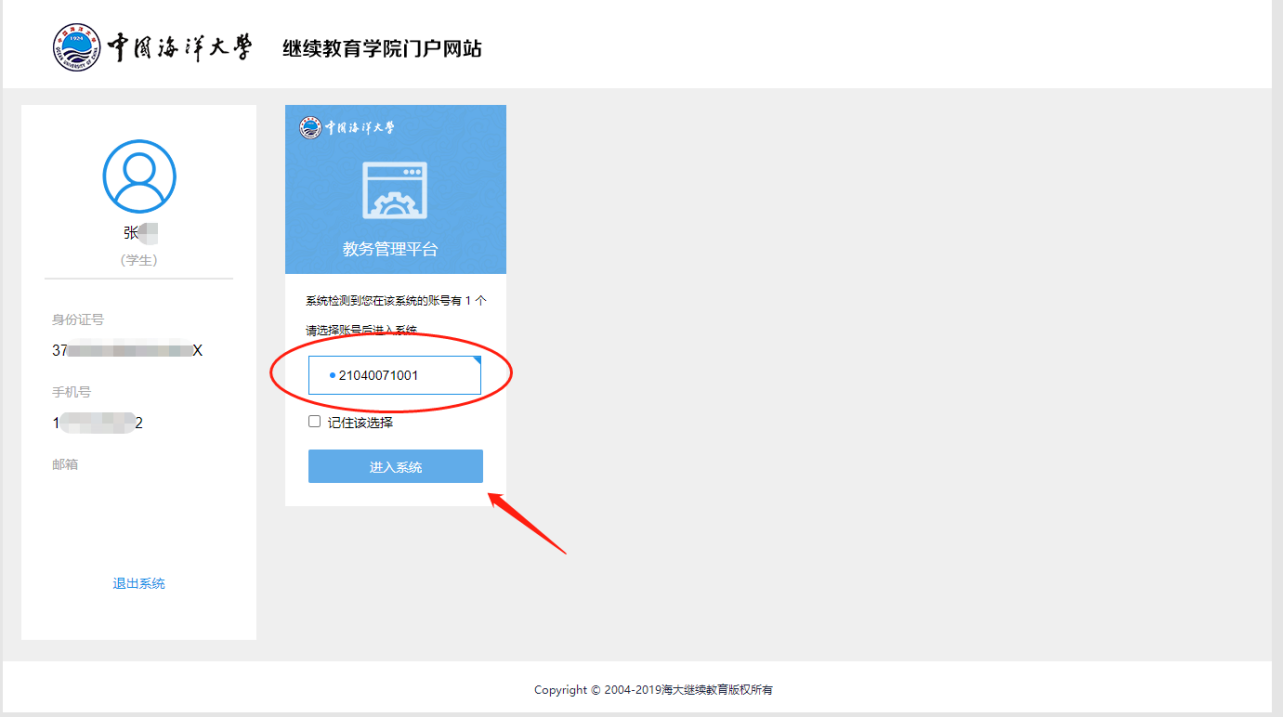 中国海洋大學 继续教育学院门户网站
张
(学生)
身份证号
37 X
手机号
1 2
邮箱
退出系统
中国海洋大学
教务管理平台
系统检测到您在该系统的账号有 1 个
请选择账号后进入系统
21040071001
记住该选择
进入系统
Copyright © 2004-2019海大继续教育版权所有